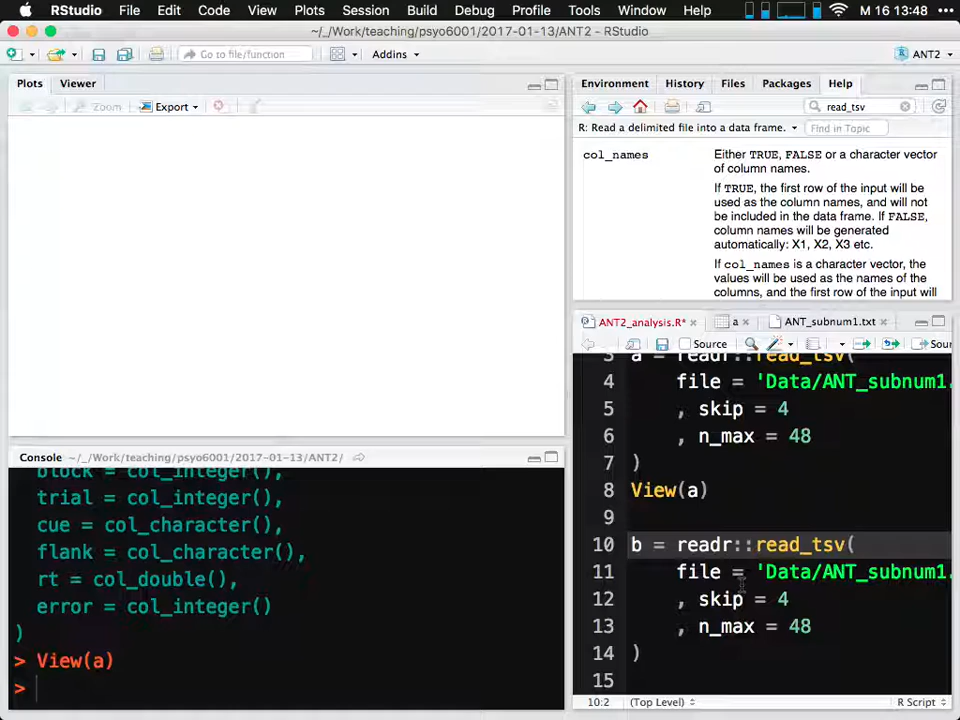 RStudio File Edit Code View Plots Session Build Debug Profile Tools Window Help M 16 13:48
~/_/Work/teaching/psyo6001/2017-01-13/ANT2 - RStudio
Go to file/function Addins ANT2
Plots Viewer
Zoom Export
Environment History Files Packages Help
read_tsv
R: Read a delimited file into a data frame. Find in Topic
col_names Either TRUE, FALSE or a character vector
of column names.
If TRUE, the first row of the input will be
used as the column names, and will not
be included in the data frame. If FALSE,
column names will be generated
automatically: X1, X2, X3 etc.
If col_names is a character vector, the
values will be used as the names of the
columns, and the first row of the input will
Console ~/_/Work/teaching/psyo6001/2017-01-13/ANT2/
block = col_integer(),
trial = col_integer(),
cue = col_character(),
flank = col_character(),
rt = col_double(),
error = col_integer()
)
> View(a)
>
ANT2_analysis.R* a ANT_subnum1.txt
Source Sour
3 a = readr::read_tsv(
4 file = 'Data/ANT_subnum1.
5 , skip = 4
6 , n_max = 48
7 )
8 View(a)
9
10 b = readr::read_tsv(
11 file = 'Data/ANT_subnum1.
12 , skip = 4
13 , n_max = 48
14 )
15
10:2 (Top Level) R Script